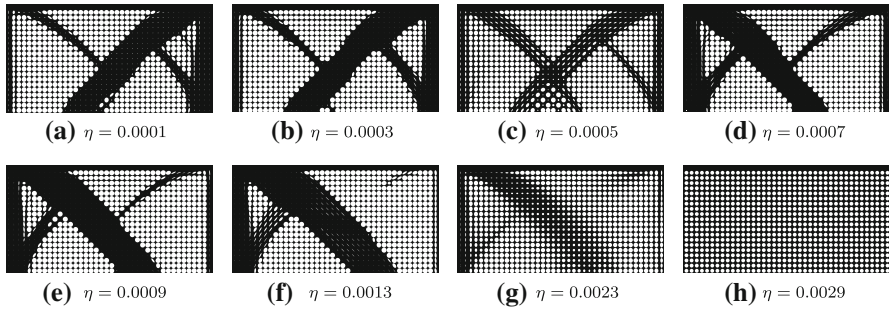 (a) η = 0.0001
(b) η = 0.0003
(c) η = 0.0005
(d) η = 0.0007
(e) η = 0.0009
(f) η = 0.0013
(g) η = 0.0023
(h) η = 0.0029